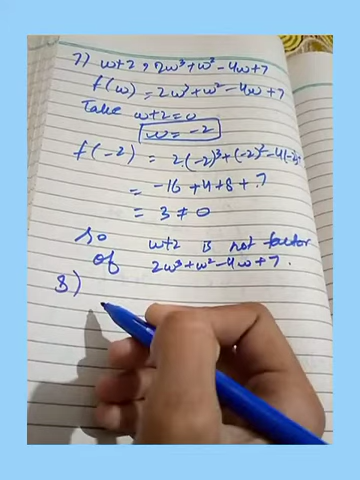 7) w+2, 2w³+w²-4w+7
f(w) = 2w³+w²-4w+7
Take w+2=0
w=-2
f(-2) = 2(-2)³+(-2)²-4(-2)+
= -16+4+8+7
= 3≠0
so w+2 is not factor
of 2w³+w²-4w+7.
8)